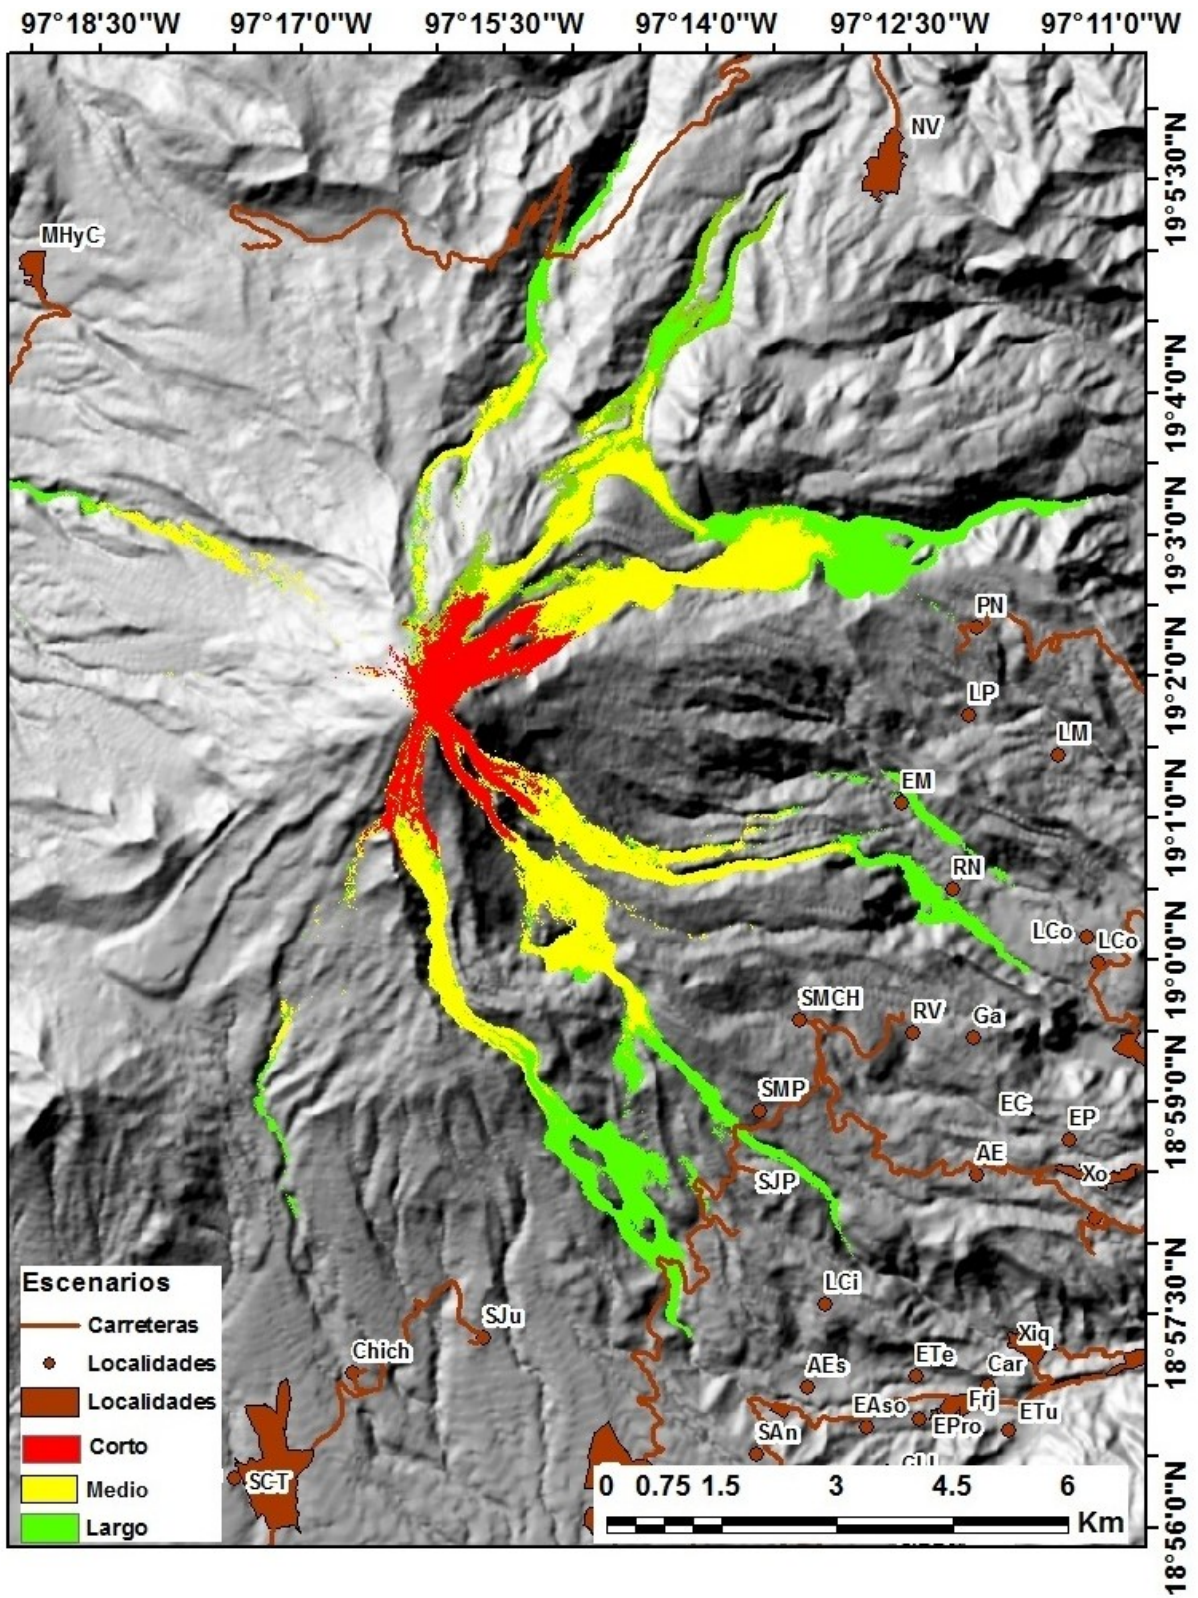 97°18'30"W 97°17'0"W 97°15'30"W 97°14'0"W 97°12'30"W 97°11'0"W
NV
19°5'30"N
MHyC
19°4'0"N
19°3'0"N
PN
19°2'0"N
LP
LM
EM
19°1'0"N
RN
LCo
LCo
19°0'0"N
SMCH
RV
Ga
18°59'0"N
SMP
EC
EP
AE
Xo
SJP
Escenarios
LCi
18°57'30"N
Carreteras
SJu
Xiq
Localidades
Chich
AEs
ETe
Car
Localidades
EAso
Frj
ETu
EPro
SAn
Corto
SCT
Medio
Largo
0 0.75 1.5 3 4.5 6
Km
18°56'0"N